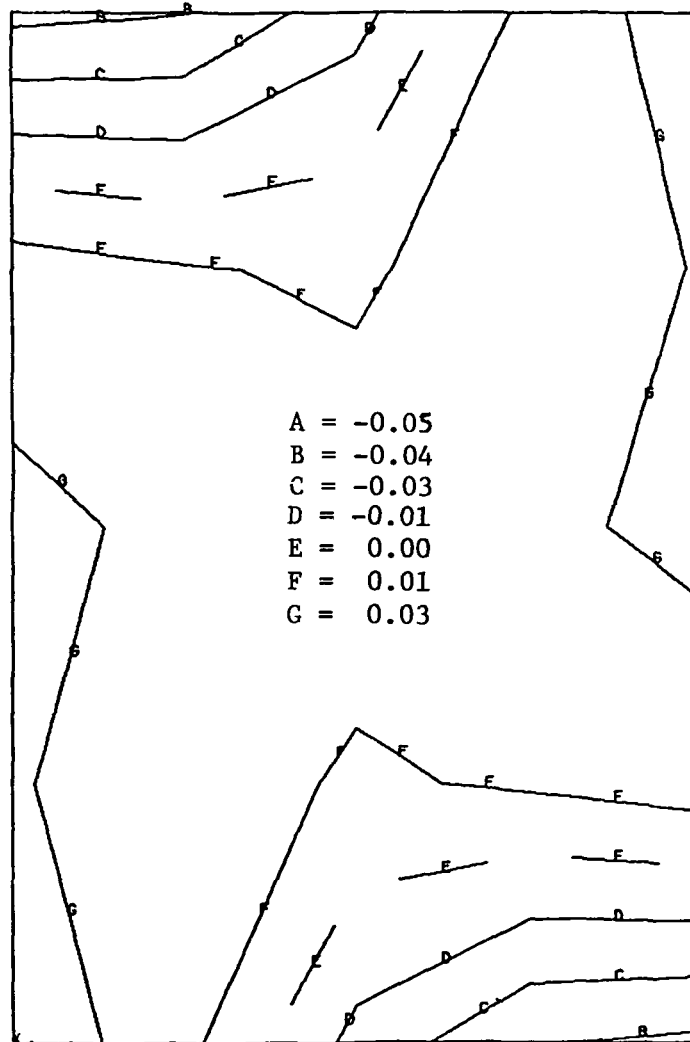 B B
C C D
D D E
F G
E E
E F
F F
A = -0.05
B = -0.04
C = -0.03
D = -0.01
E = 0.00
F = 0.01
G = 0.03
G G
G G
F F
F F
E E
G F D
E D
C C
D B